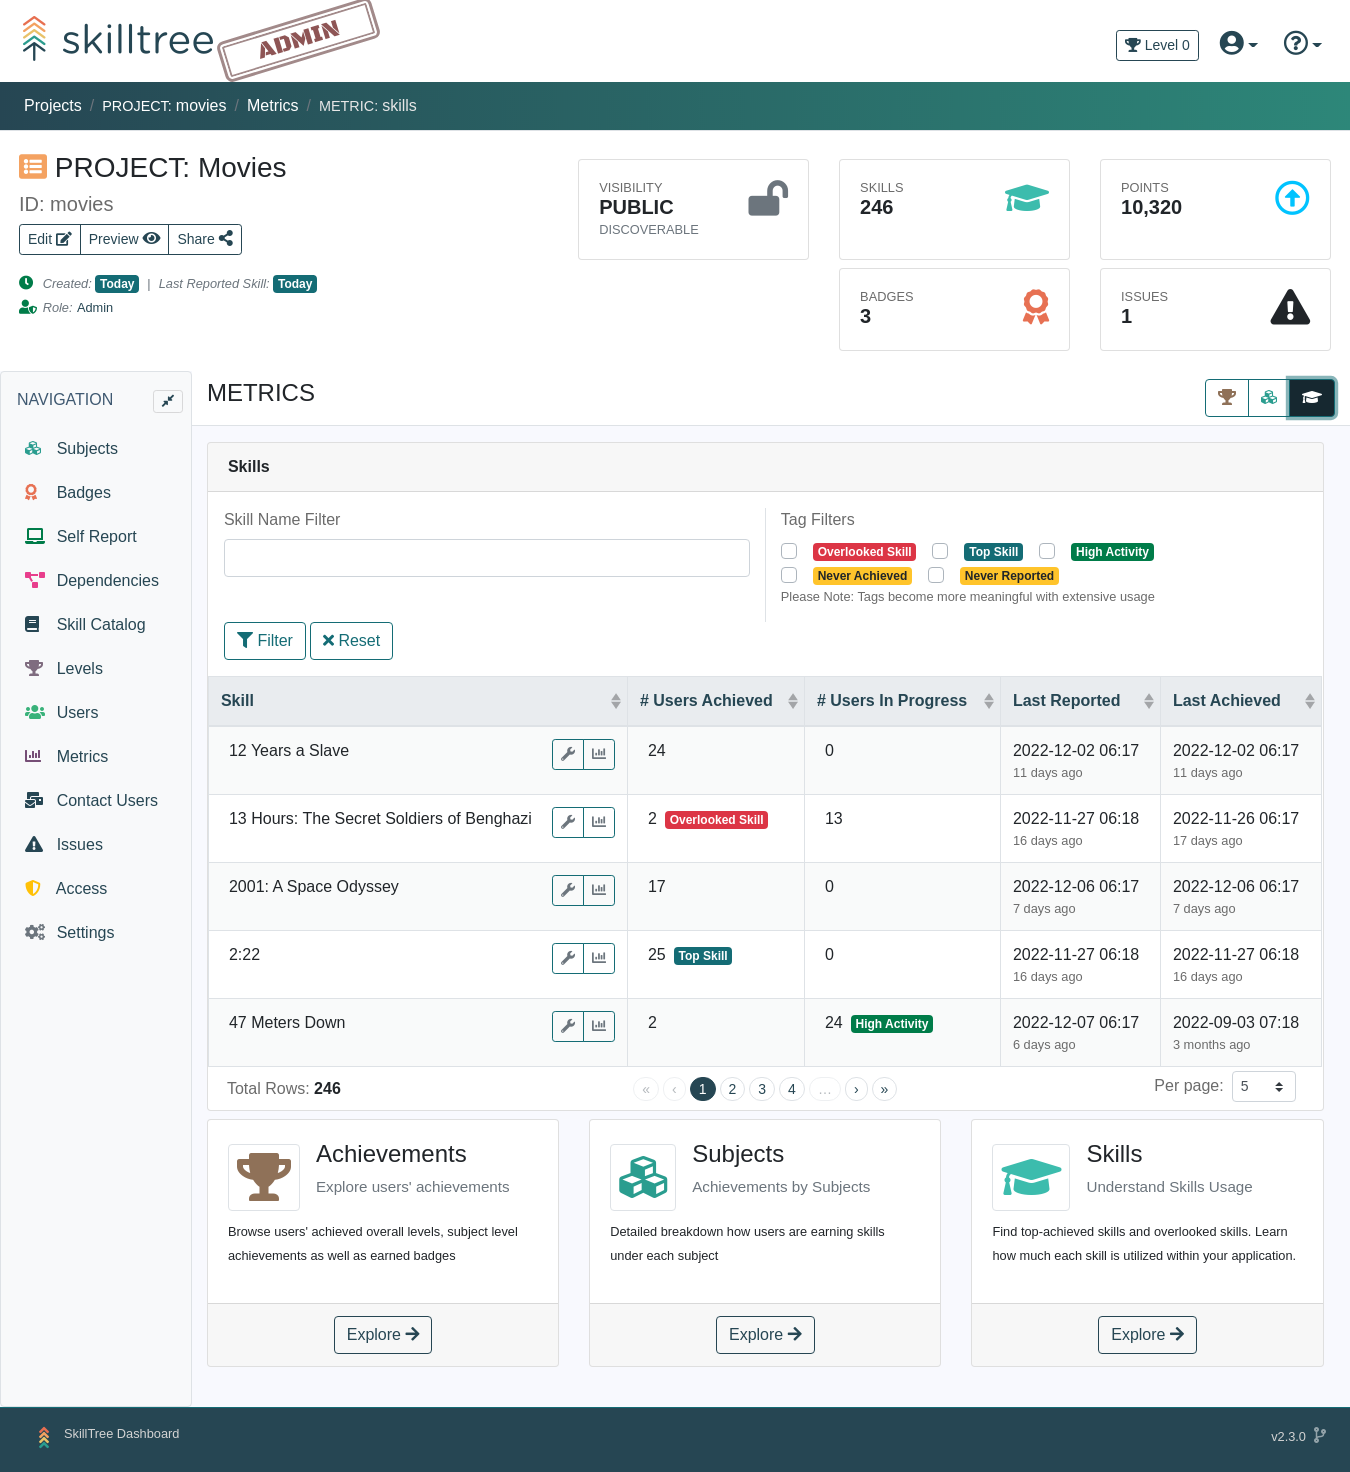 skilltree
ADMIN
Level 0
Projects / PROJECT: movies / Metrics / METRIC: skills
PROJECT: Movies
ID: movies
Edit Preview Share
Created: Today | Last Reported Skill: Today
Role: Admin
VISIBILITY
PUBLIC
DISCOVERABLE
SKILLS
246
POINTS
10,320
BADGES
3
ISSUES
1
NAVIGATION
Subjects
Badges
Self Report
Dependencies
Skill Catalog
Levels
Users
Metrics
Contact Users
Issues
Access
Settings
METRICS
Skills
Skill Name Filter
Tag Filters
Overlooked Skill Top Skill High Activity
Never Achieved Never Reported
Please Note: Tags become more meaningful with extensive usage
Filter Reset
Skill # Users Achieved # Users In Progress Last Reported Last Achieved
12 Years a Slave 24 0 2022-12-02 06:17 2022-12-02 06:17
11 days ago 11 days ago
13 Hours: The Secret Soldiers of Benghazi 2 Overlooked Skill 13 2022-11-27 06:18 2022-11-26 06:17
16 days ago 17 days ago
2001: A Space Odyssey 17 0 2022-12-06 06:17 2022-12-06 06:17
7 days ago 7 days ago
2:22 25 Top Skill 0 2022-11-27 06:18 2022-11-27 06:18
16 days ago 16 days ago
47 Meters Down 2 24 High Activity 2022-12-07 06:17 2022-09-03 07:18
6 days ago 3 months ago
Total Rows: 246 « ‹ 1 2 3 4 … › » Per page: 5
Achievements
Explore users' achievements
Browse users' achieved overall levels, subject level
achievements as well as earned badges
Explore
Subjects
Achievements by Subjects
Detailed breakdown how users are earning skills
under each subject
Explore
Skills
Understand Skills Usage
Find top-achieved skills and overlooked skills. Learn
how much each skill is utilized within your application.
Explore
SkillTree Dashboard
v2.3.0